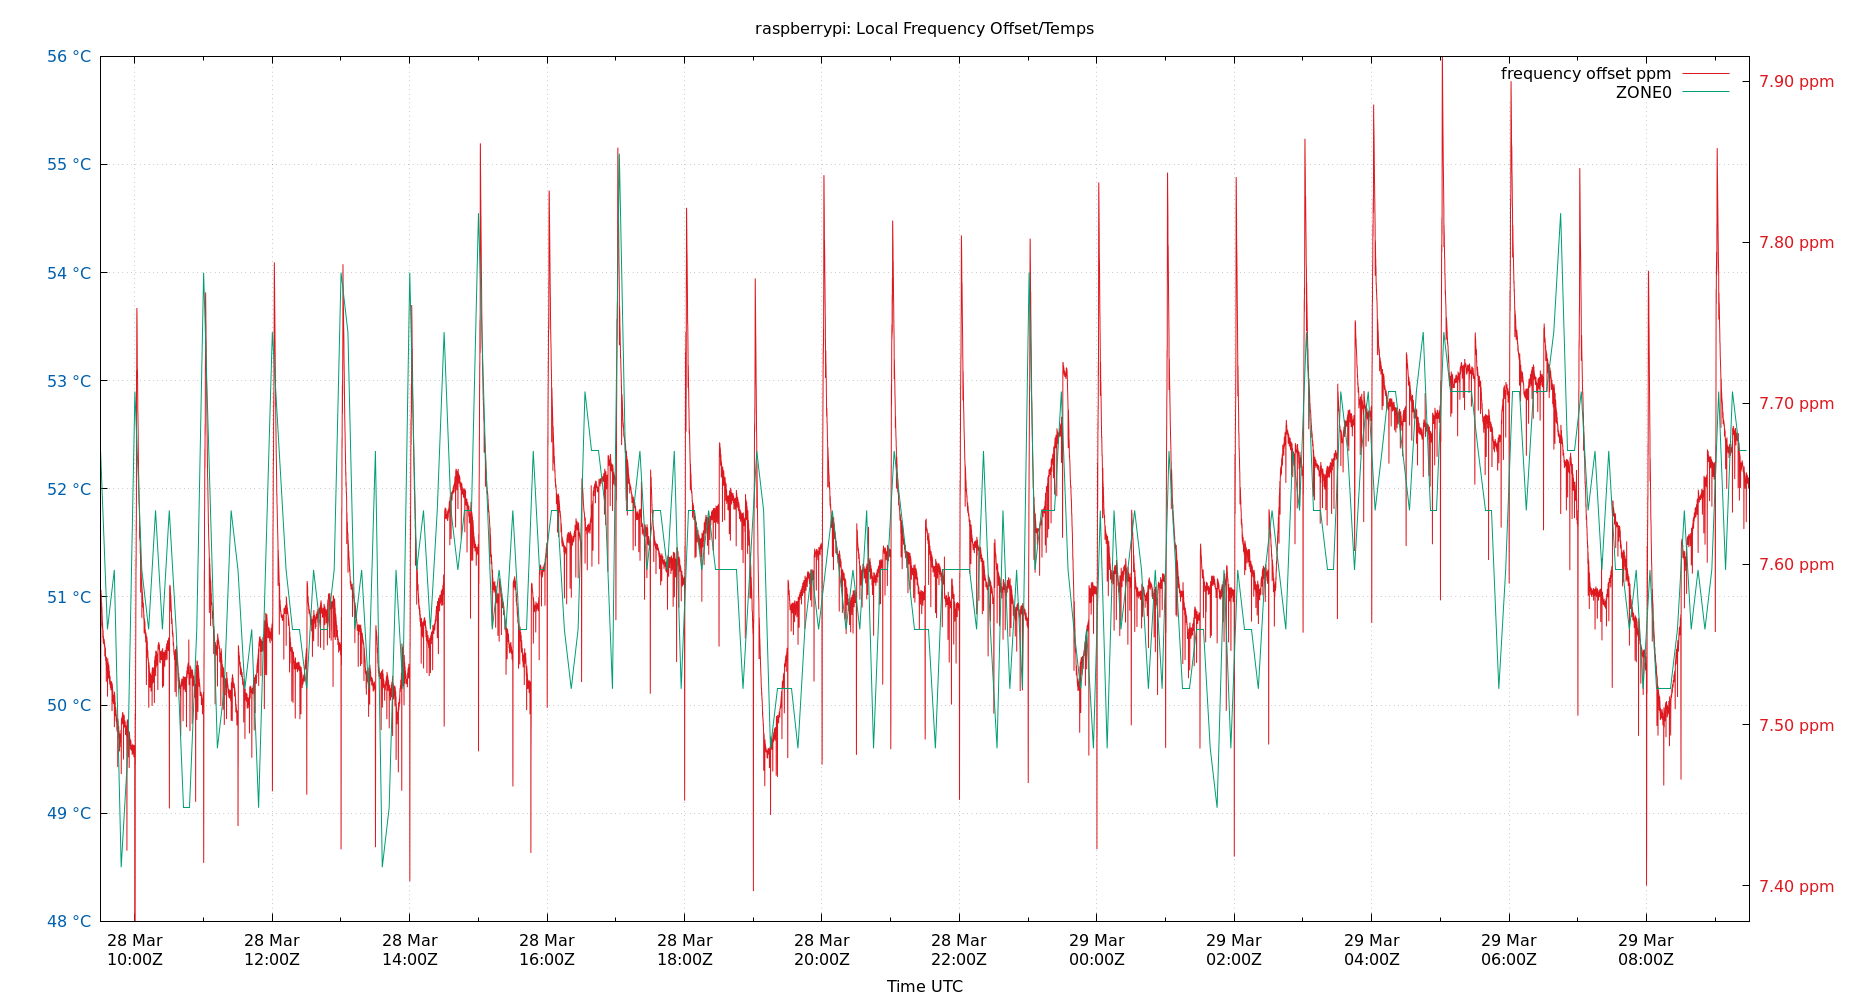 raspberrypi: Local Frequency Offset/Temps
56 °C
55 °C
54 °C
53 °C
52 °C
51 °C
50 °C
49 °C
48 °C
frequency offset ppm
ZONE0
7.90 ppm
7.80 ppm
7.70 ppm
7.60 ppm
7.50 ppm
7.40 ppm
28 Mar
10:00Z
28 Mar
12:00Z
28 Mar
14:00Z
28 Mar
16:00Z
28 Mar
18:00Z
28 Mar
20:00Z
28 Mar
22:00Z
29 Mar
00:00Z
29 Mar
02:00Z
29 Mar
04:00Z
29 Mar
06:00Z
29 Mar
08:00Z
Time UTC